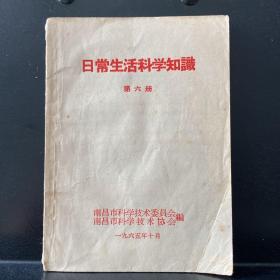 日常生活科学知識
第六册
南昌市科学技术委員会
南昌市科学技术协会
編
一九六五年十月